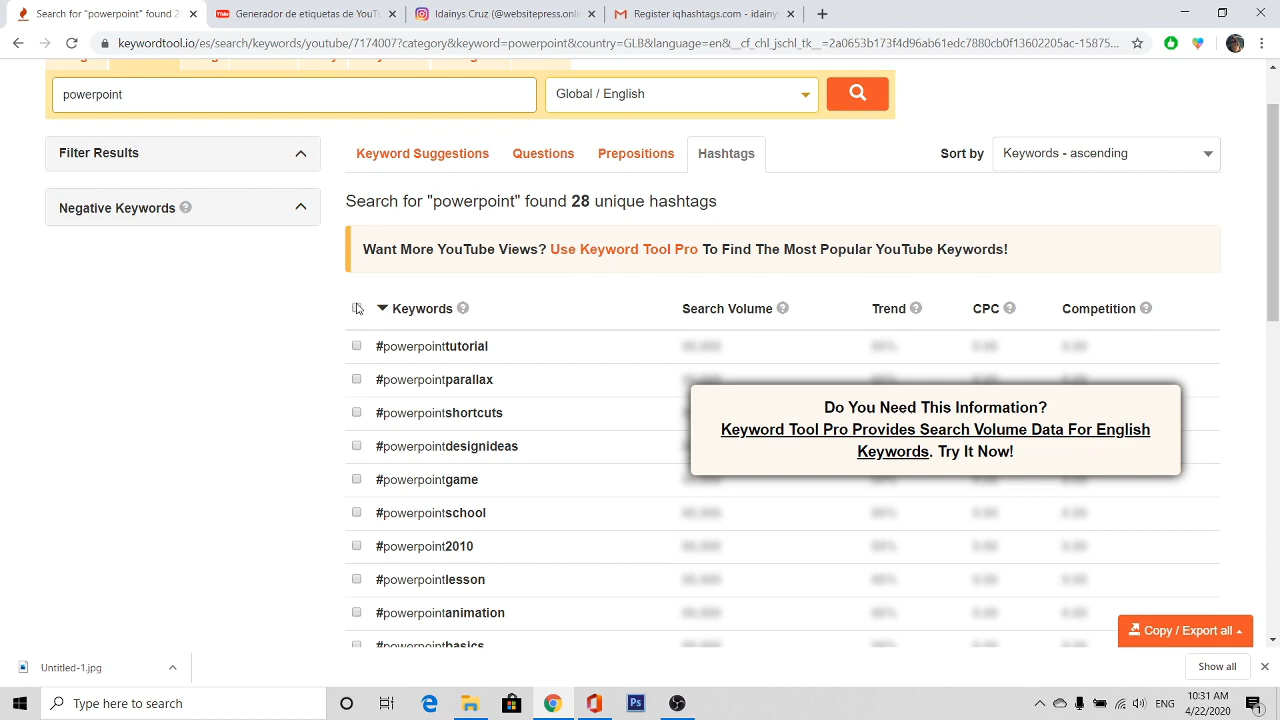 Search for "powerpoint" found 2
Generador de etiquetas de YouT
Idainys Cruz (@websitepress.onli
Register iqhashtagscom - idainy
keywordtool.io/es/search/keywords/youtube/7174007?category&keyword=powerpoint&country=GLB&language=en&__cf_chl_jschl_tk__=2a0653b173f4d96ab61edc7880cb0f13602205ac-15875...
powerpoint
Global / English
Filter Results
Keyword Suggestions
Questions
Prepositions
Hashtags
Sort by
Keywords - ascending
Negative Keywords
Search for "powerpoint" found 28 unique hashtags
Want More YouTube Views? Use Keyword Tool Pro To Find The Most Popular YouTube Keywords!
Keywords
Search Volume
Trend
CPC
Competition
#powerpointtutorial
#powerpointparallax
#powerpointshortcuts
#powerpointdesignideas
#powerpointgame
#powerpointschool
#powerpoint2010
#powerpointlesson
#powerpointanimation
#powerpointbasics
Do You Need This Information?
Keyword Tool Pro Provides Search Volume Data For English
Keywords. Try It Now!
Copy / Export all
Untitled-1.jpg
Show all
Type here to search
ENG
10:31 AM
4/22/2020